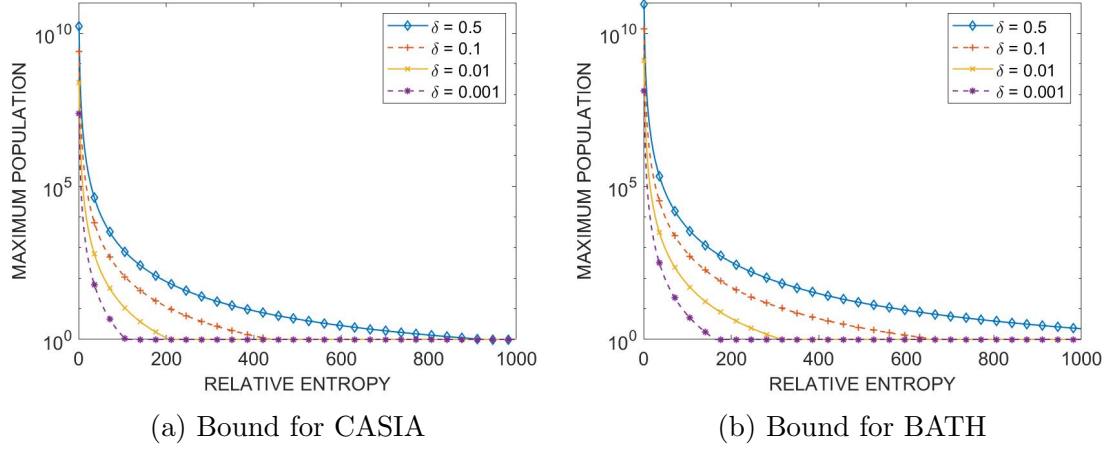 MAXIMUM POPULATION
10^10
10^5
10^0
0 200 400 600 800 1000
RELATIVE ENTROPY
δ = 0.5
δ = 0.1
δ = 0.01
δ = 0.001
(a) Bound for CASIA
MAXIMUM POPULATION
10^10
10^5
10^0
0 200 400 600 800 1000
RELATIVE ENTROPY
δ = 0.5
δ = 0.1
δ = 0.01
δ = 0.001
(b) Bound for BATH